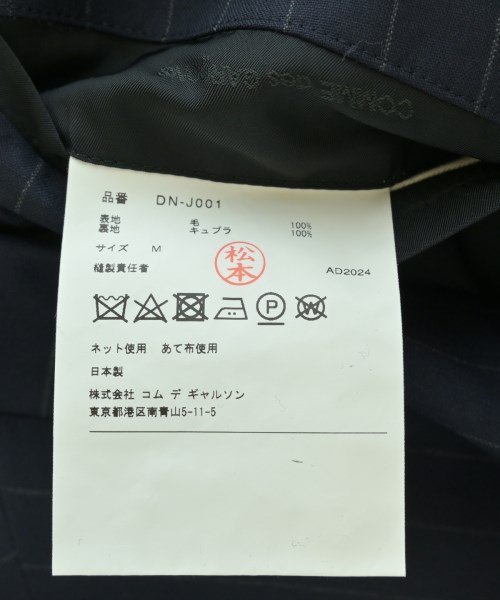 COMME des GARÇONS
品番 DN-J001
表地 毛 100%
裏地 キュプラ 100%
サイズ M
松本
縫製責任者 AD2024
P W
ネット使用 あて布使用
日本製
株式会社 コム デ ギャルソン
東京都港区南青山5-11-5